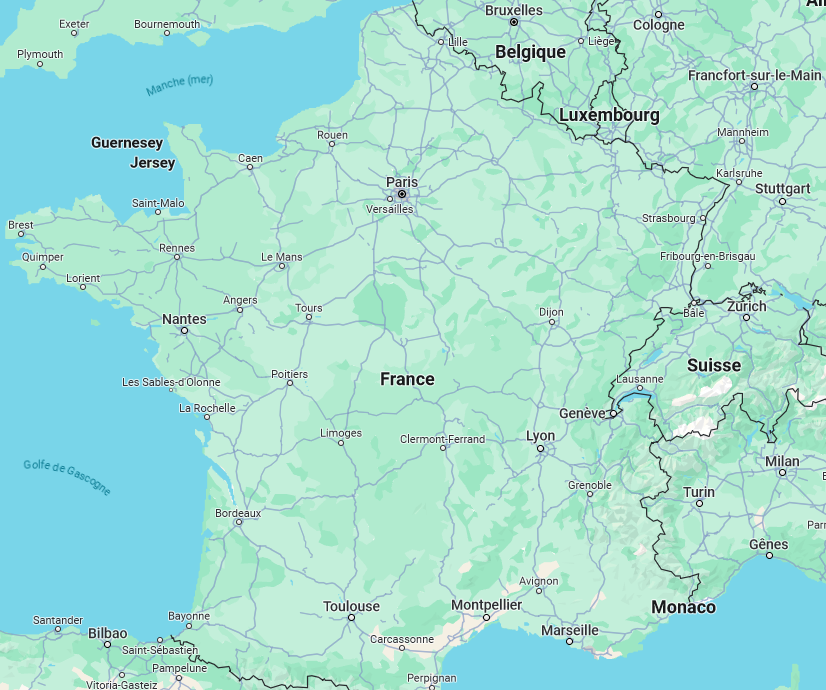 Bruxelles
Al
Exeter
Bournemouth
Cologne
Lille
Liège
Belgique
Plymouth
Manche (mer)
Francfort-sur-le-Main
Luxembourg
Rouen
Mannheim
Guernesey
Jersey
Caen
Karlsruhe
Paris
Stuttgart
Versailles
Saint-Malo
Strasbourg
Brest
Rennes
Quimper
Le Mans
Fribourg-en-Brisgau
Lorient
Angers
Tours
Nantes
Dijon
Bâle
Zurich
Suisse
Poitiers
France
Les Sables-d'Olonne
Lausanne
La Rochelle
Genève
Limoges
Clermont-Ferrand
Lyon
Golfe de Gascogne
Milan
Grenoble
Turin
Bordeaux
Parn
Gênes
Avignon
Toulouse
Montpellier
Monaco
Bayonne
Santander
Bilbao
Marseille
Carcassonne
Saint-Sébastien
Pampelune
Perpignan
Vitoria-Gasteiz